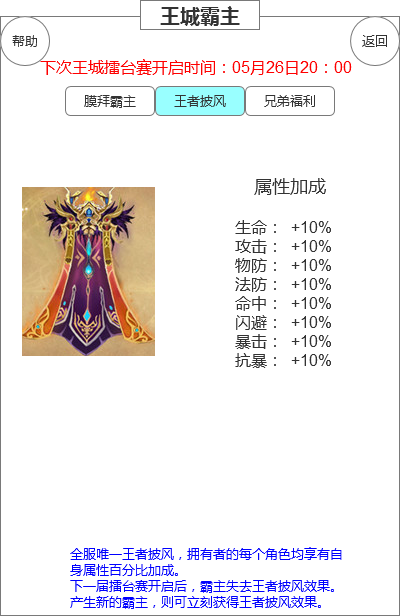 王城霸主
帮助
返回
下次王城擂台赛开启时间：05月26日20：00
膜拜霸主
王者披风
兄弟福利
属性加成
生命： +10%
攻击： +10%
物防： +10%
法防： +10%
命中： +10%
闪避： +10%
暴击： +10%
抗暴： +10%
全服唯一王者披风，拥有者的每个角色均享有自
身属性百分比加成。
下一届擂台赛开启后，霸主失去王者披风效果。
产生新的霸主，则可立刻获得王者披风效果。